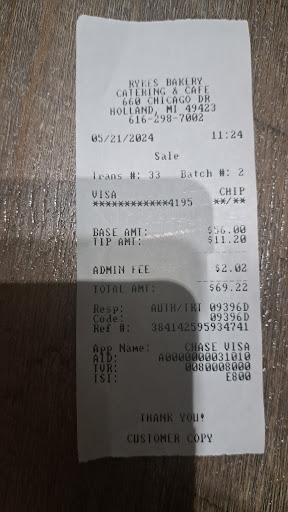 RYKES BAKERY
CATERING & CAFE
660 CHICAGO DR
HOLLAND, MI 49423
616-298-7002
05/21/2024 11:24
Sale
Trans #: 33 Batch #: 2
VISA CHIP
************4195 **/**
BASE AMT: $56.00
TIP AMT: $11.20
ADMIN FEE $2.02
TOTAL AMT: $69.22
Resp: AUTH/TKT 09396D
Code: 09396D
Ref #: 384142595934741
App Name: CHASE VISA
AID: A0000000031010
TVR: 0080008000
TSI: E800
THANK YOU!
CUSTOMER COPY